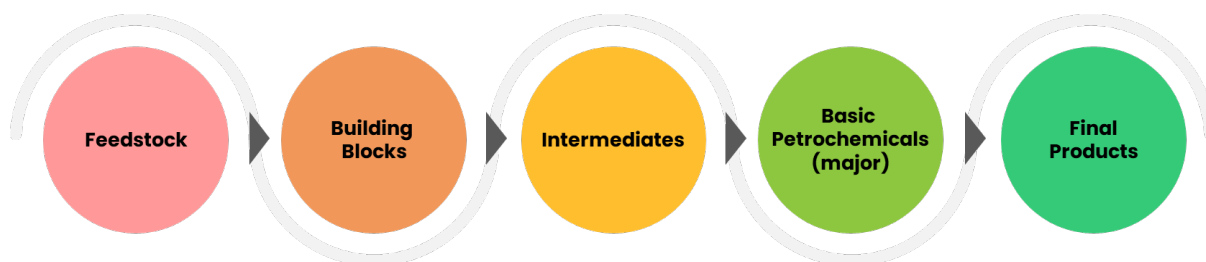 Feedstock
Building
Blocks
Intermediates
Basic
Petrochemicals
(major)
Final
Products